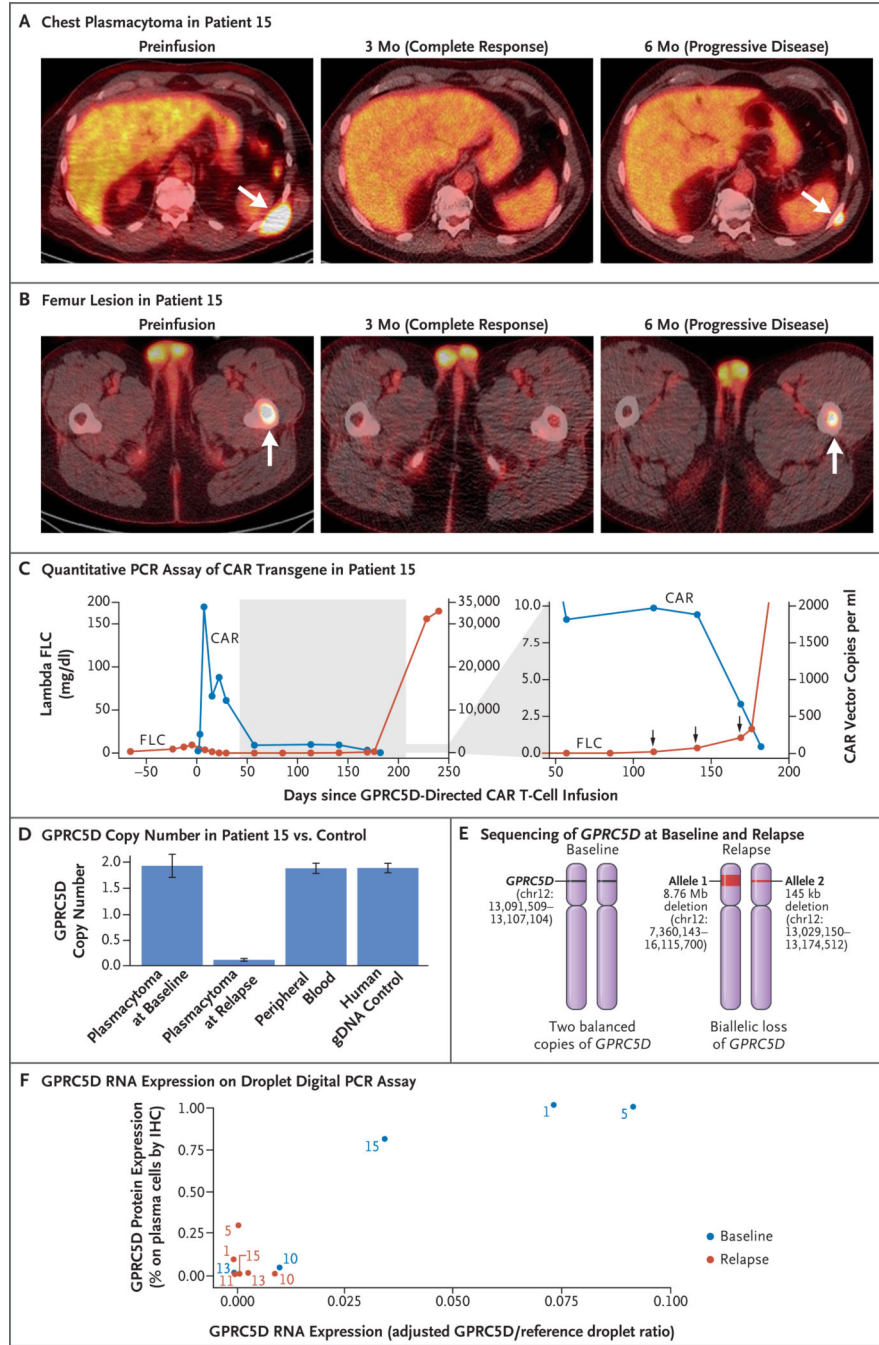 A Chest Plasmacytoma in Patient 15
Preinfusion
3 Mo (Complete Response)
6 Mo (Progressive Disease)
B Femur Lesion in Patient 15
Preinfusion
3 Mo (Complete Response)
6 Mo (Progressive Disease)
C Quantitative PCR Assay of CAR Transgene in Patient 15
Lambda FLC
(mg/dl)
200
150
100
50
0
CAR
FLC
35,000
30,000
20,000
10,000
0
−50
0
50
100
150
200
250
10.0
7.5
5.0
2.5
0.0
CAR
FLC
2000
1500
1000
500
0
50
100
150
200
CAR Vector Copies per ml
Days since GPRC5D-Directed CAR T-Cell Infusion
D GPRC5D Copy Number in Patient 15 vs. Control
GPRC5D
Copy Number
2.0
1.5
1.0
0.5
0.0
Plasmacytoma
at Baseline
Plasmacytoma
at Relapse
Peripheral
Blood
Human
gDNA Control
E Sequencing of GPRC5D at Baseline and Relapse
Baseline
GPRC5D
(chr12:
13,091,509–
13,107,104)
Two balanced
copies of GPRC5D
Relapse
Allele 1
8.76 Mb
deletion
(chr12:
7,360,143–
16,115,700)
Allele 2
145 kb
deletion
(chr12:
13,029,150–
13,174,512)
Biallelic loss
of GPRC5D
F GPRC5D RNA Expression on Droplet Digital PCR Assay
GPRC5D Protein Expression
(% on plasma cells by IHC)
1.00
0.75
0.50
0.25
0.00
1
5
15
5
1
15
13
10
11
13
10
Baseline
Relapse
0.000
0.025
0.050
0.075
0.100
GPRC5D RNA Expression (adjusted GPRC5D/reference droplet ratio)